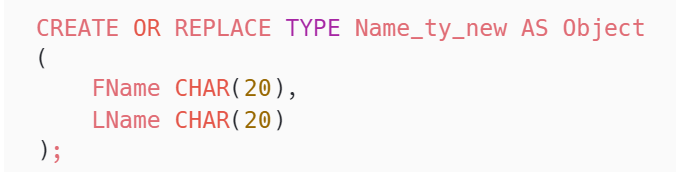 CREATE OR REPLACE TYPE Name_ty_new AS Object
(
    FName CHAR(20),
    LName CHAR(20)
);